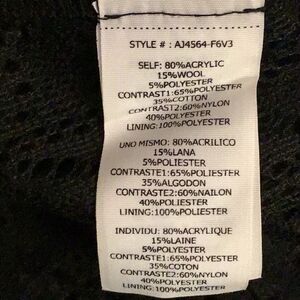 STYLE # : AJ4564-F6V3
SELF: 80%ACRYLIC
15%WOOL
5%POLYESTER
CONTRAST1:65%POLYESTER
35%COTTON
CONTRAST2:60%NYLON
40%POLYESTER
LINING:100%POLYESTER
UNO MISMO: 80%ACRILICO
15%LANA
5%POLIESTER
CONTRASTE1:65%POLIESTER
35%ALGODON
CONTRASTE2:60%NAILON
40%POLIESTER
LINING:100%POLIESTER
INDIVIDU: 80%ACRYLIQUE
15%LAINE
5%POLYESTER
CONTRASTE1:65%POLYESTER
35%COTON
CONTRASTE2:60%NYLON
40%POLYESTER
LINING:100%POLYESTER